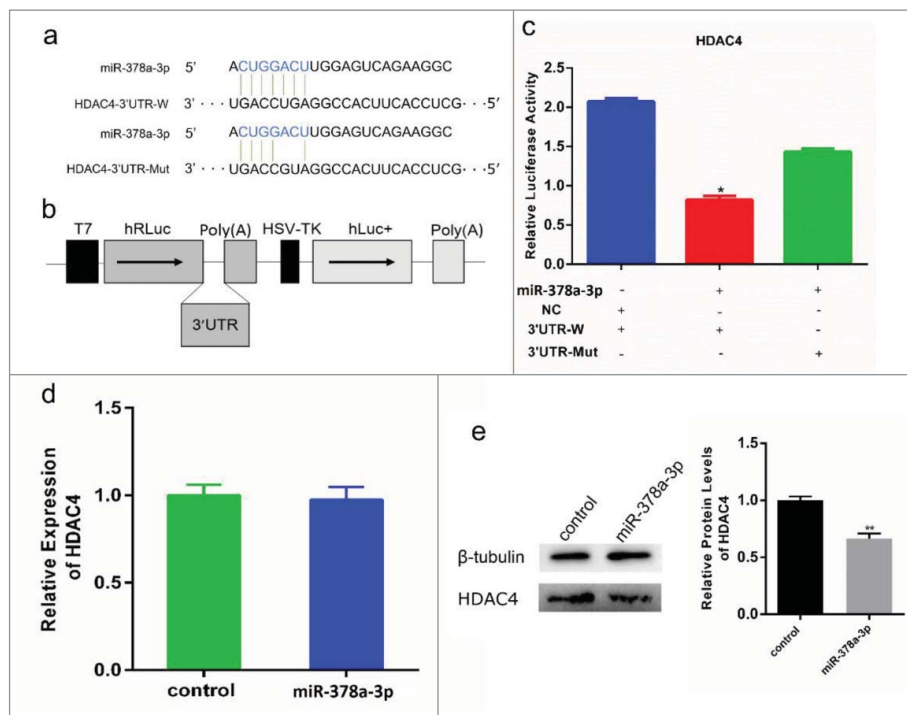 a
miR-378a-3p 5' ACUGGACUUGGAGUCAGAAGGC
HDAC4-3'UTR-W 3' ···UGACCUGAGGCCACUUCACCUCG···5'
miR-378a-3p 5' ACUGGACUUGGAGUCAGAAGGC
HDAC4-3'UTR-Mut 3' ···UGACCGUAGGCCACUUCACCUCG···5'
b
T7 hRLuc Poly(A) HSV-TK hLuc+ Poly(A)
3'UTR
c
HDAC4
Relative Luciferase Activity
2.5
2.0
1.5
1.0
0.5
0.0
*
miR-378a-3p - + +
NC + - -
3'UTR-W + + -
3'UTR-Mut - - +
d
Relative Expression
of HDAC4
1.5
1.0
0.5
0.0
control miR-378a-3p
e
control miR-378a-3p
β-tubulin
HDAC4
Relative Protein Levels
of HDAC4
1.5
1.0
0.5
0.0
**
control miR-378a-3p